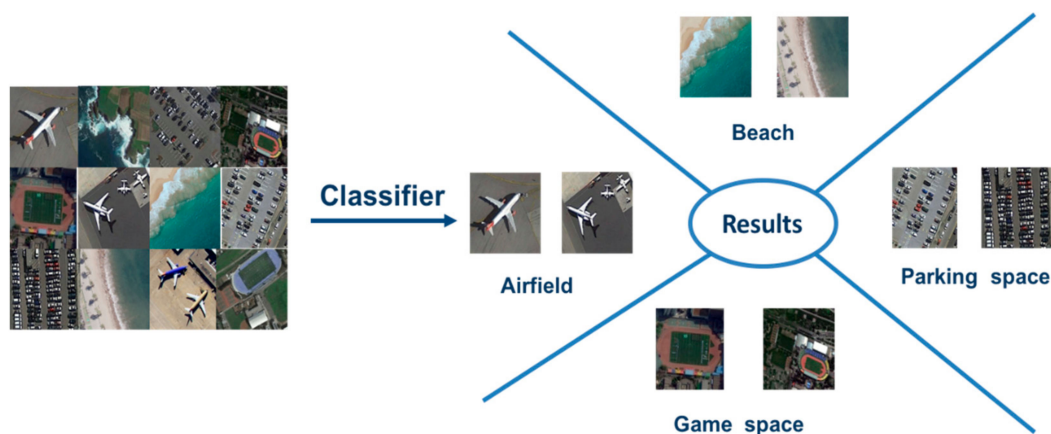 Beach
Classifier
Results
Airfield
Parking space
Game space